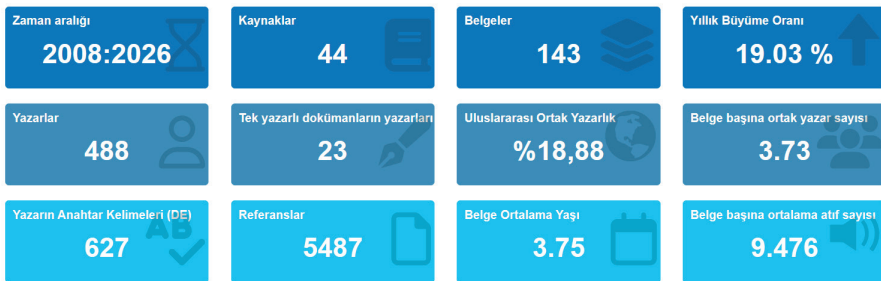 Zaman aralığı
2008:2026
Kaynaklar
44
Belgeler
143
Yıllık Büyüme Oranı
19.03 %
Yazarlar
488
Tek yazarlı dokümanların yazarları
23
Uluslararası Ortak Yazarlık
%18,88
Belge başına ortak yazar sayısı
3.73
Yazarın Anahtar Kelimeleri (DE)
627
AB
Referanslar
5487
Belge Ortalama Yaşı
3.75
Belge başına ortalama atıf sayısı
9.476